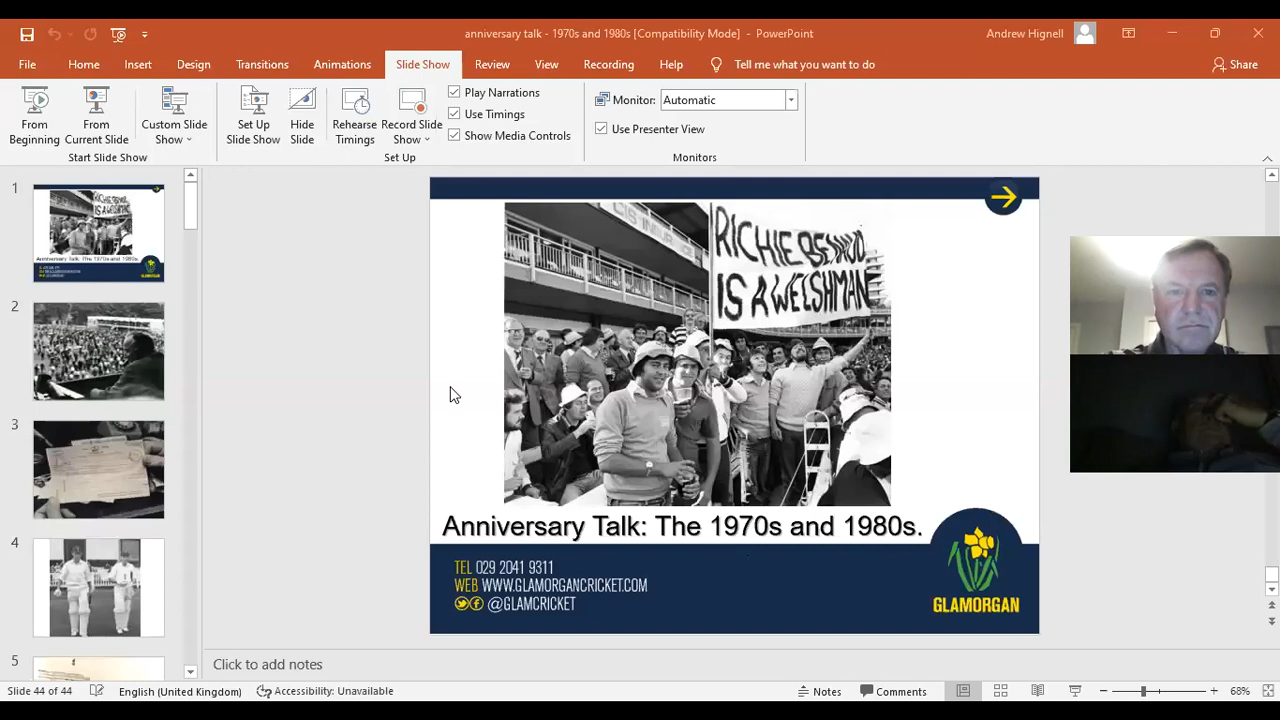 anniversary talk - 1970s and 1980s [Compatibility Mode] - PowerPoint
Andrew Hignell
File Home Insert Design Transitions Animations Slide Show Review View Recording Help Tell me what you want to do Share
From Beginning
From Current Slide
Custom Slide Show
Start Slide Show
Set Up Slide Show
Hide Slide
Rehearse Timings
Record Slide Show
Play Narrations
Use Timings
Show Media Controls
Set Up
Monitor: Automatic
Use Presenter View
Monitors
1
2
3
4
5
RICHIE BENAUD
IS A WELSHMAN
Anniversary Talk: The 1970s and 1980s.
TEL 029 2041 9311
WEB WWW.GLAMORGANCRICKET.COM
@GLAMCRICKET
GLAMORGAN
Click to add notes
Slide 44 of 44 English (United Kingdom) Accessibility: Unavailable Notes Comments 68%